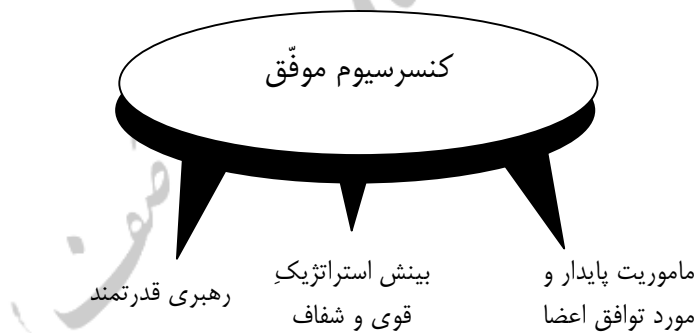 کنسرسیوم موفّق
ماموریت پایدار و
مورد توافق اعضا
بینش استراتژیکِ
قوی و شفاف
رهبری قدرتمند